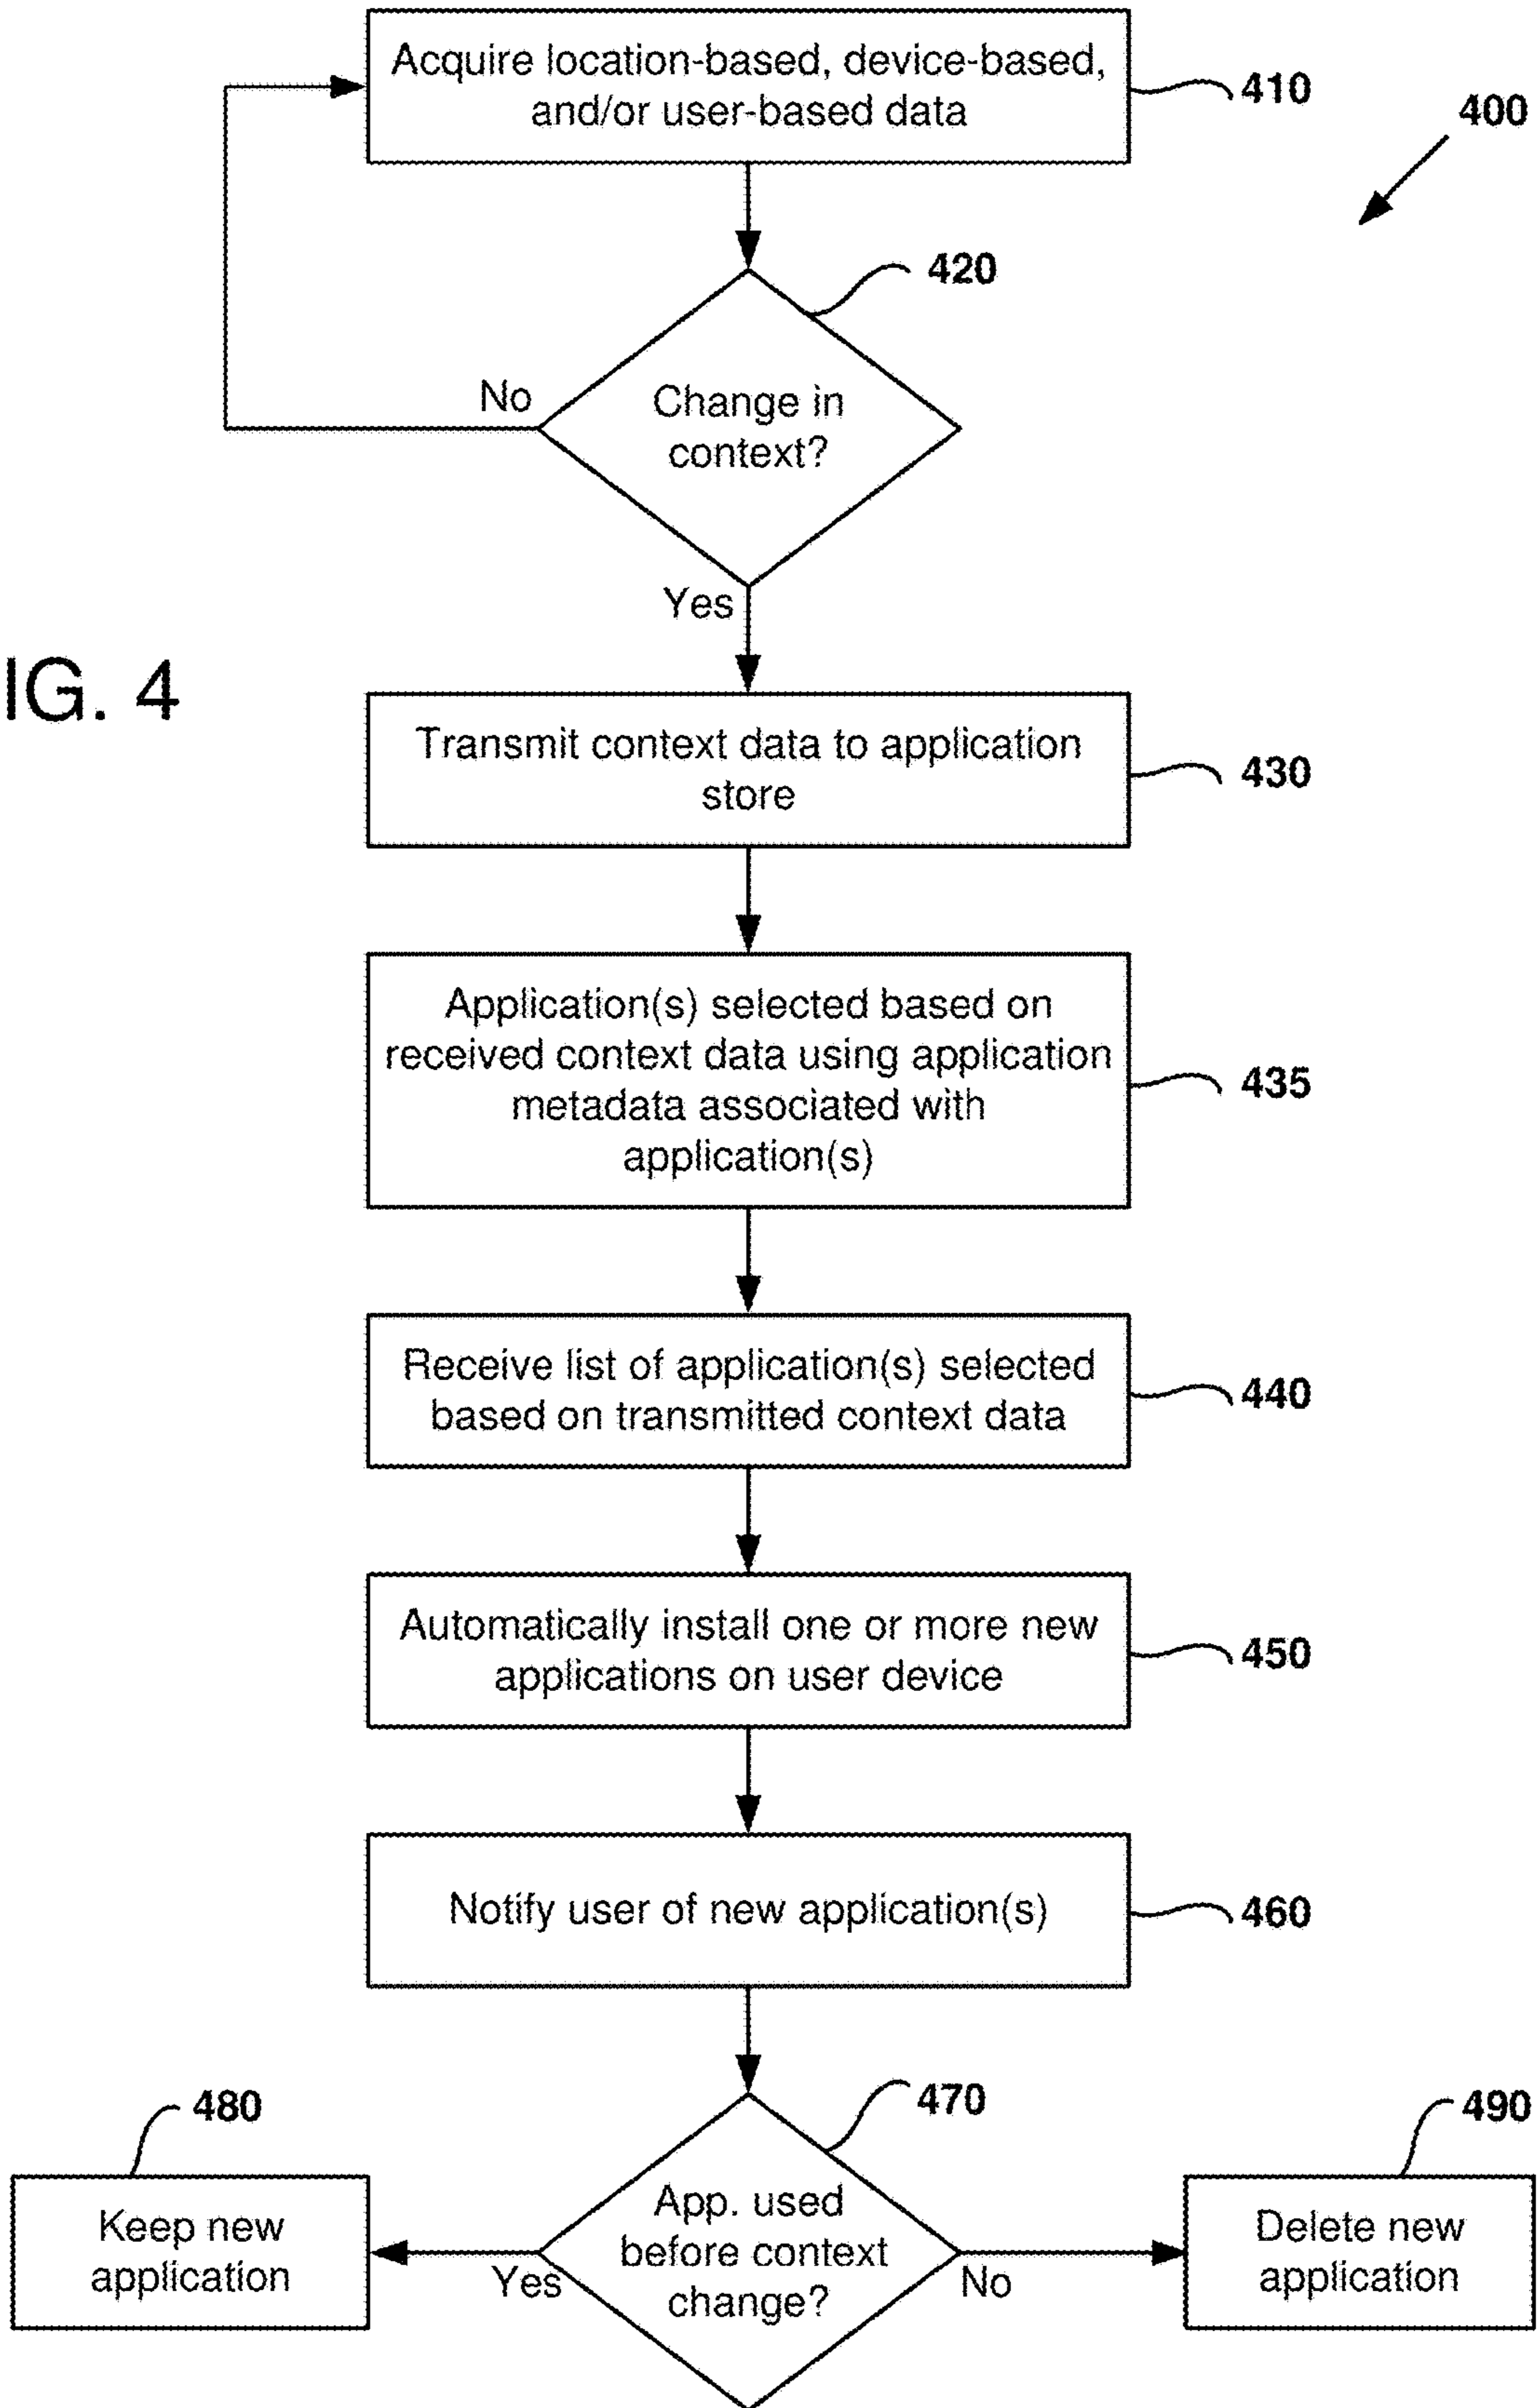 Acquire location-based, device-based,
and/or user-based data
410
400
420
No
Change in
context?
Yes
IG. 4
Transmit context data to application
store
430
Application(s) selected based on
received context data using application
metadata associated with
application(s)
435
Receive list of application(s) selected
based on transmitted context data
440
Automatically install one or more new
applications on user device
450
Notify user of new application(s)
460
480
470
490
Keep new
application
Yes
App. used
before context
change?
No
Delete new
application